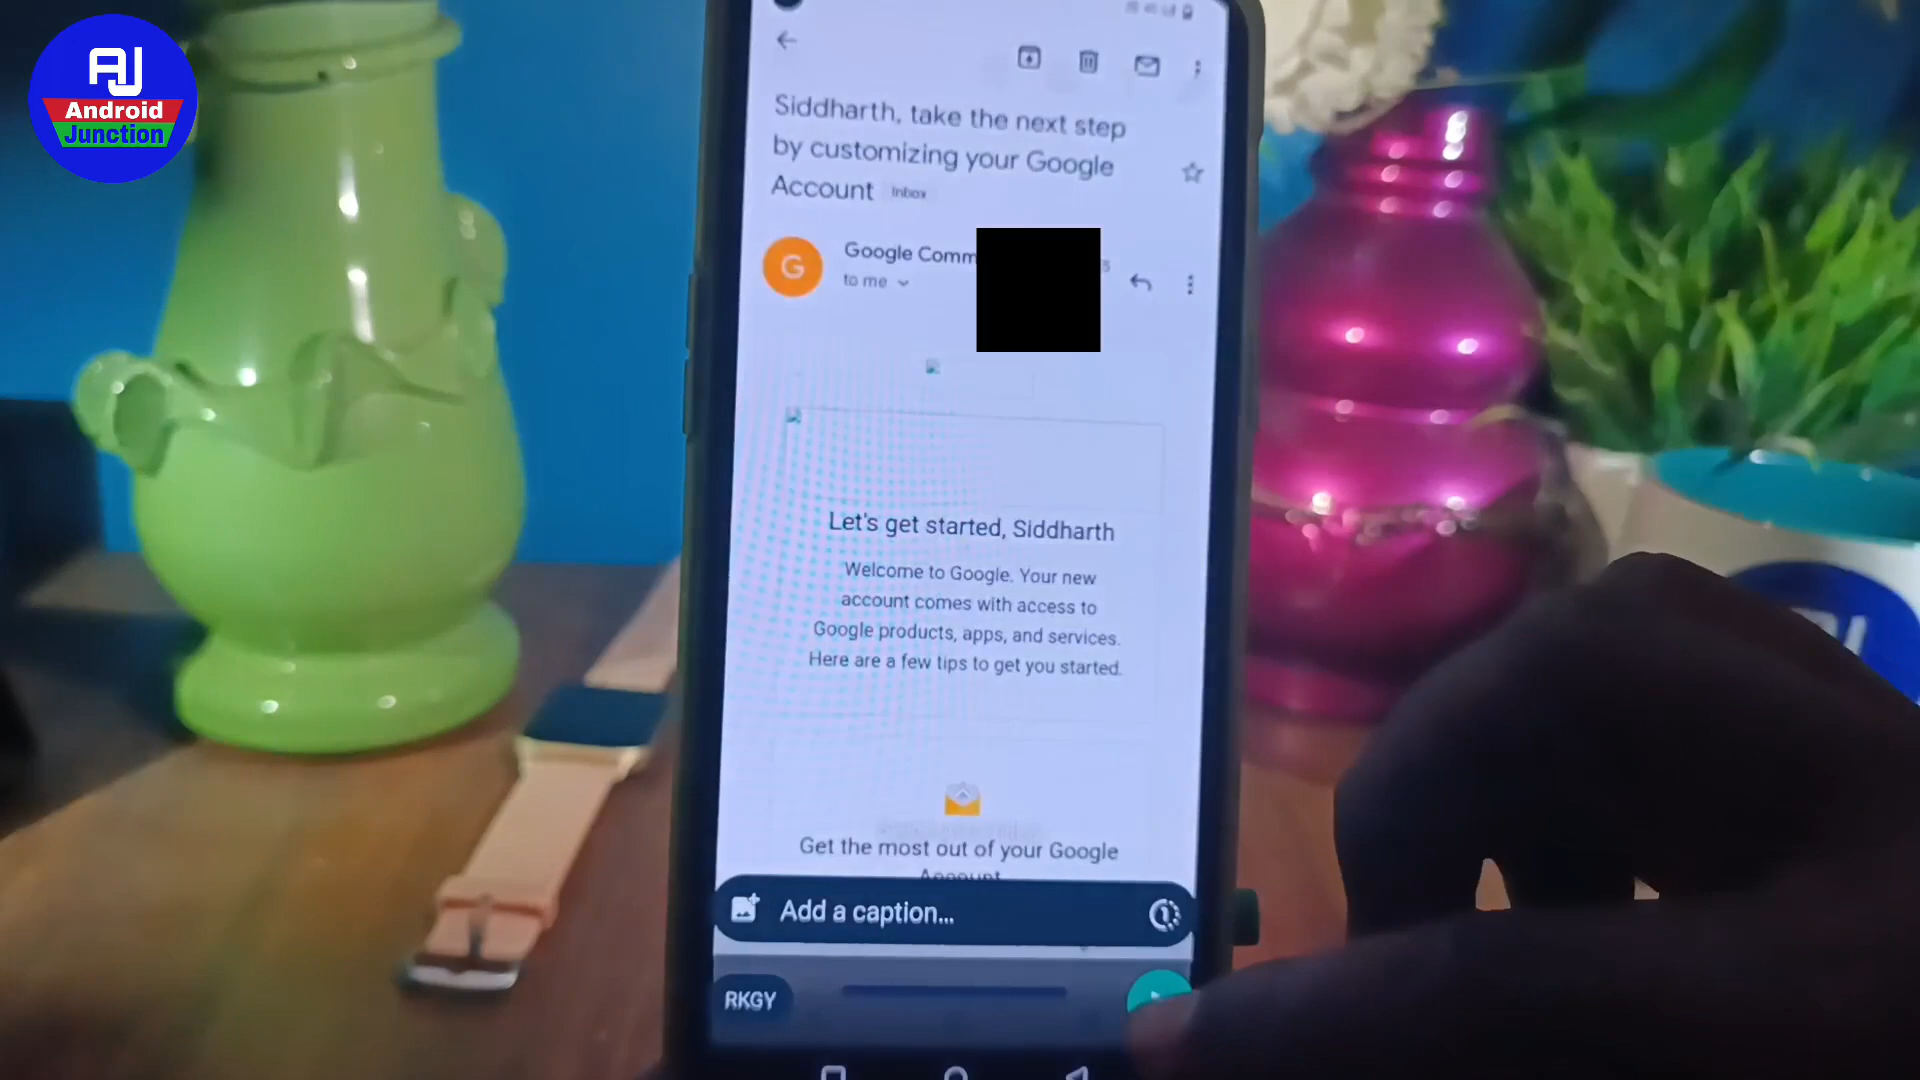 AJ
Android
Junction
Siddharth, take the next step
by customizing your Google
Account Inbox
G
Google Comm
to me
Let's get started, Siddharth
Welcome to Google. Your new
account comes with access to
Google products, apps, and services.
Here are a few tips to get you started.
Get the most out of your Google
Account
Add a caption...
1
RKGY